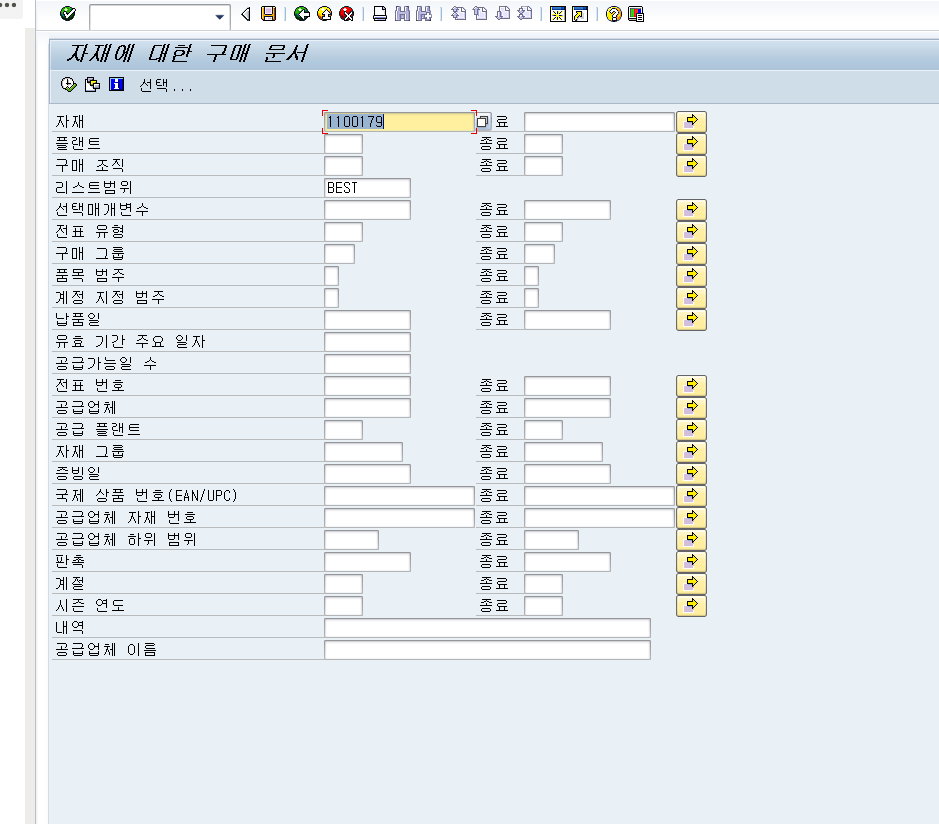 자재에 대한 구매 문서
선택...
자재 1100179 료
플랜트 종료
구매 조직 종료
리스트범위 BEST
선택매개변수 종료
전표 유형 종료
구매 그룹 종료
품목 범주 종료
계정 지정 범주 종료
납품일 종료
유효 기간 주요 일자
공급가능일 수
전표 번호 종료
공급업체 종료
공급 플랜트 종료
자재 그룹 종료
증빙일 종료
국제 상품 번호(EAN/UPC) 종료
공급업체 자재 번호 종료
공급업체 하위 범위 종료
판촉 종료
계절 종료
시즌 연도 종료
내역
공급업체 이름